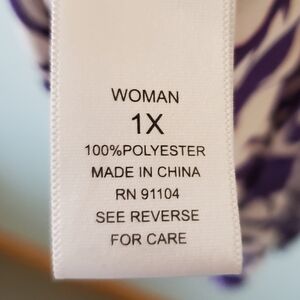 WOMAN
1X
100%POLYESTER
MADE IN CHINA
RN 91104
SEE REVERSE
FOR CARE